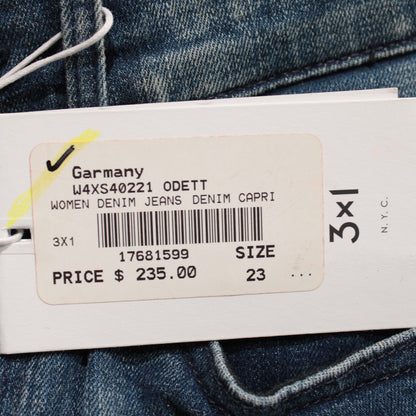 Garmany
W4XS40221 ODETT
WOMEN DENIM JEANS DENIM CAPRI
3X1
17681599
SIZE
PRICE $ 235.00
23
...
3x1
N.Y.C.